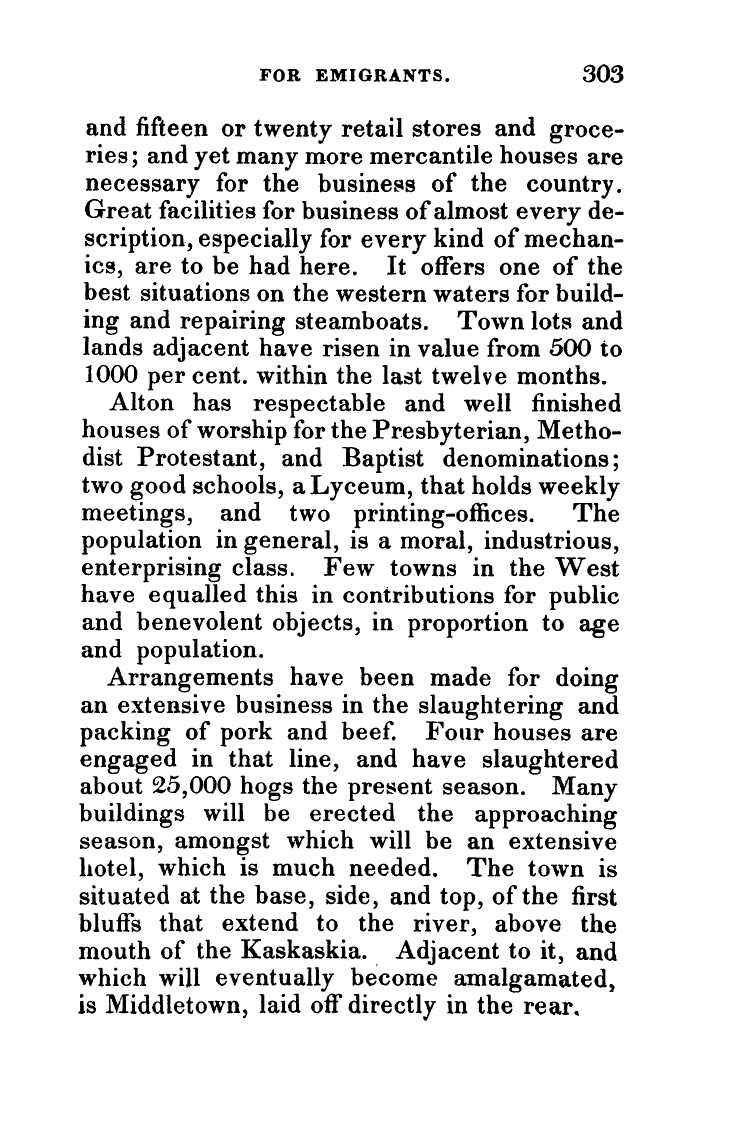 FOR EMIGRANTS. 303
and fifteen or twenty retail stores and groce-
ries; and yet many more mercantile houses are
necessary for the business of the country.
Great facilities for business of almost every de-
scription, especially for every kind of mechan-
ics, are to be had here. It offers one of the
best situations on the western waters for build-
ing and repairing steamboats. Town lots and
lands adjacent have risen in value from 500 to
1000 per cent. within the last twelve months.
Alton has respectable and well finished
houses of worship for the Presbyterian, Metho-
dist Protestant, and Baptist denominations;
two good schools, a Lyceum, that holds weekly
meetings, and two printing-offices. The
population in general, is a moral, industrious,
enterprising class. Few towns in the West
have equalled this in contributions for public
and benevolent objects, in proportion to age
and population.
Arrangements have been made for doing
an extensive business in the slaughtering and
packing of pork and beef. Four houses are
engaged in that line, and have slaughtered
about 25,000 hogs the present season. Many
buildings will be erected the approaching
season, amongst which will be an extensive
hotel, which is much needed. The town is
situated at the base, side, and top, of the first
bluffs that extend to the river, above the
mouth of the Kaskaskia. Adjacent to it, and
which will eventually become amalgamated,
is Middletown, laid off directly in the rear.